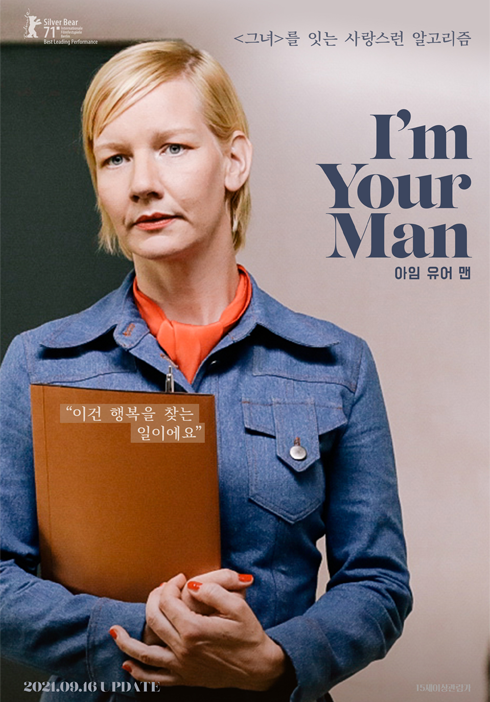 Silver Bear
71°
Best Leading Performance
<그녀>를 잇는 사랑스런 알고리즘
I'm
Your
Man
아임 유어 맨
“이건 행복을 찾는
일이에요”
2021.09.16 UPDATE
15세이상관람가